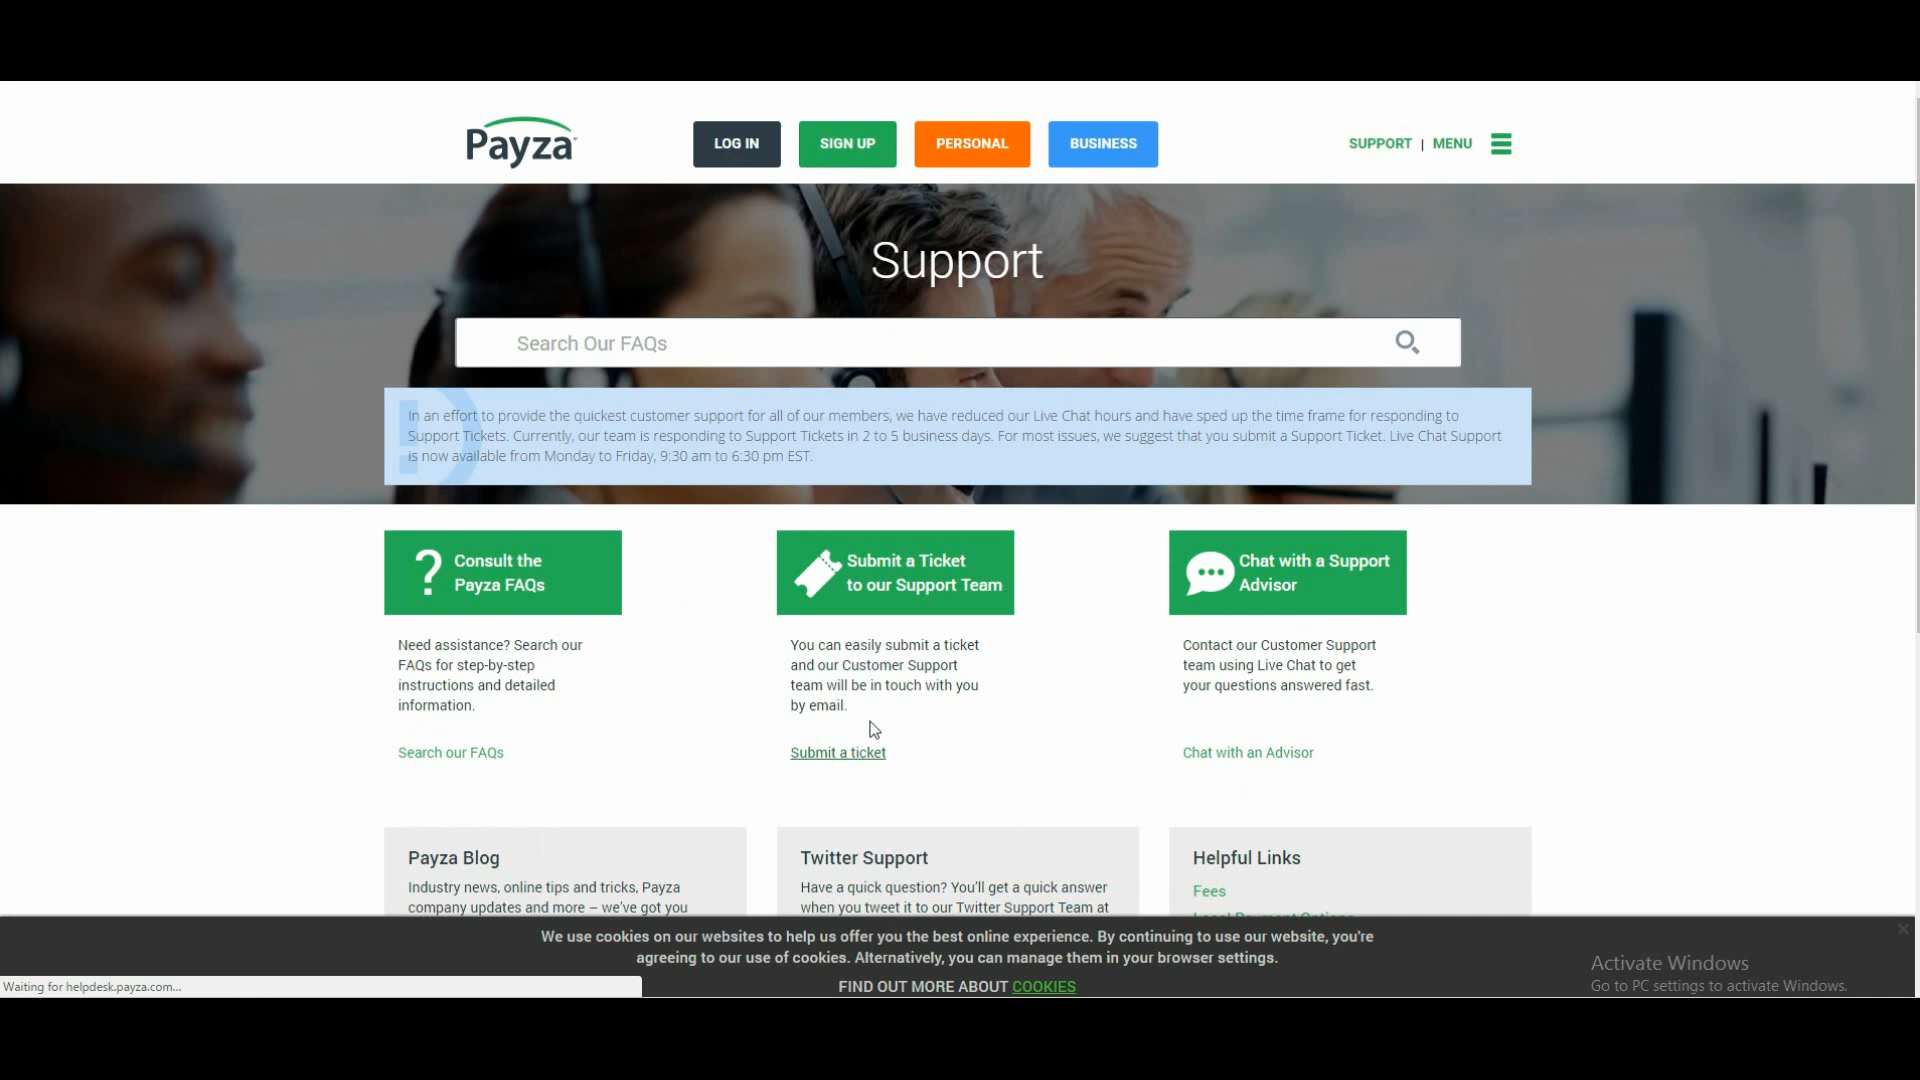 Payza
LOG IN
SIGN UP
PERSONAL
BUSINESS
SUPPORT | MENU
Support
Search Our FAQs
In an effort to provide the quickest customer support for all of our members, we have reduced our Live Chat hours and have sped up the time frame for responding to
Support Tickets. Currently, our team is responding to Support Tickets in 2 to 5 business days. For most issues, we suggest that you submit a Support Ticket. Live Chat Support
is now available from Monday to Friday, 9:30 am to 6:30 pm EST.
Consult the
Payza FAQs
Need assistance? Search our
FAQs for step-by-step
instructions and detailed
information.
Search our FAQs
Submit a Ticket
to our Support Team
You can easily submit a ticket
and our Customer Support
team will be in touch with you
by email.
Submit a ticket
Chat with a Support
Advisor
Contact our Customer Support
team using Live Chat to get
your questions answered fast.
Chat with an Advisor
Payza Blog
Industry news, online tips and tricks, Payza
company updates and more – we've got you
Twitter Support
Have a quick question? You'll get a quick answer
when you tweet it to our Twitter Support Team at
Helpful Links
Fees
Local Payment Options
We use cookies on our websites to help us offer you the best online experience. By continuing to use our website, you're
agreeing to our use of cookies. Alternatively, you can manage them in your browser settings.
FIND OUT MORE ABOUT COOKIES
Waiting for helpdesk.payza.com...
Activate Windows
Go to PC settings to activate Windows.